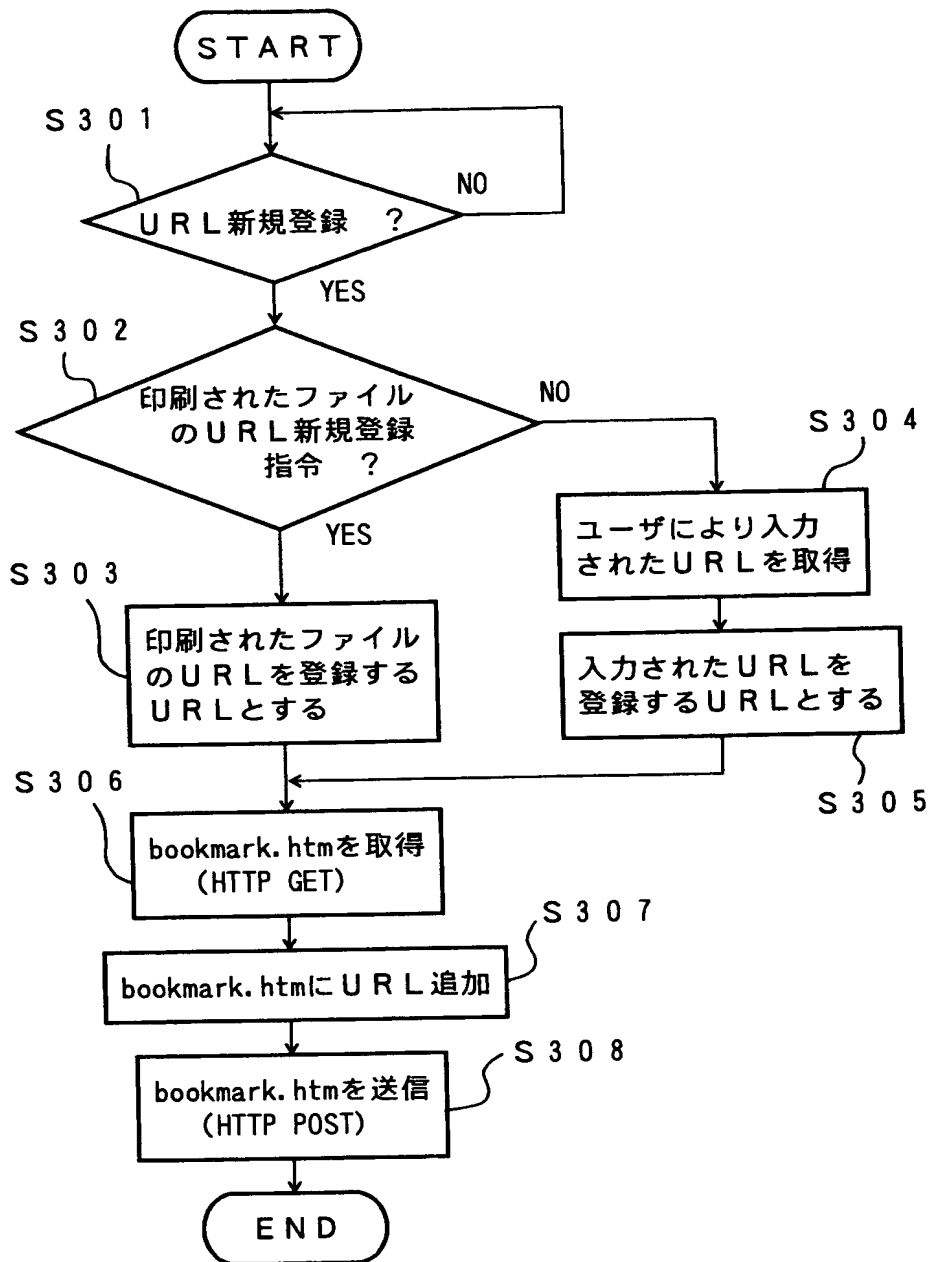 START
S301
NO
URL新規登録 ?
YES
S302
印刷されたファイル
のURL新規登録
指令 ?
NO
S304
YES
ユーザにより入力
されたURLを取得
S303
印刷されたファイル
のURLを登録する
URLとする
入力されたURLを
登録するURLとする
S305
S306
bookmark.htmを取得
(HTTP GET)
S307
bookmark.htmにURL追加
S308
bookmark.htmを送信
(HTTP POST)
END